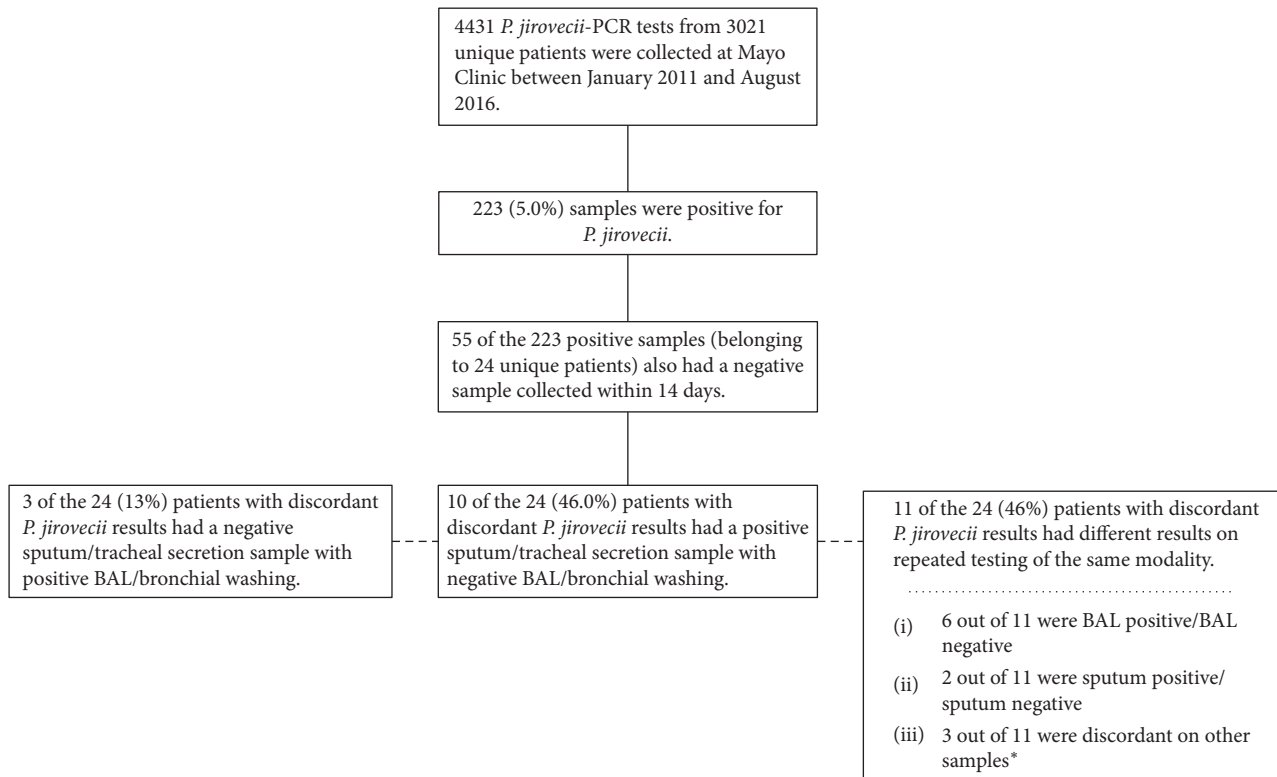 4431 P. jirovecii-PCR tests from 3021
unique patients were collected at Mayo
Clinic between January 2011 and August
2016.
223 (5.0%) samples were positive for
P. jirovecii.
55 of the 223 positive samples (belonging
to 24 unique patients) also had a negative
sample collected within 14 days.
3 of the 24 (13%) patients with discordant
P. jirovecii results had a negative
sputum/tracheal secretion sample with
positive BAL/bronchial washing.
10 of the 24 (46.0%) patients with
discordant P. jirovecii results had a positive
sputum/tracheal secretion sample with
negative BAL/bronchial washing.
11 of the 24 (46%) patients with discordant
P. jirovecii results had different results on
repeated testing of the same modality.
(i) 6 out of 11 were BAL positive/BAL
negative
(ii) 2 out of 11 were sputum positive/
sputum negative
(iii) 3 out of 11 were discordant on other
samples*